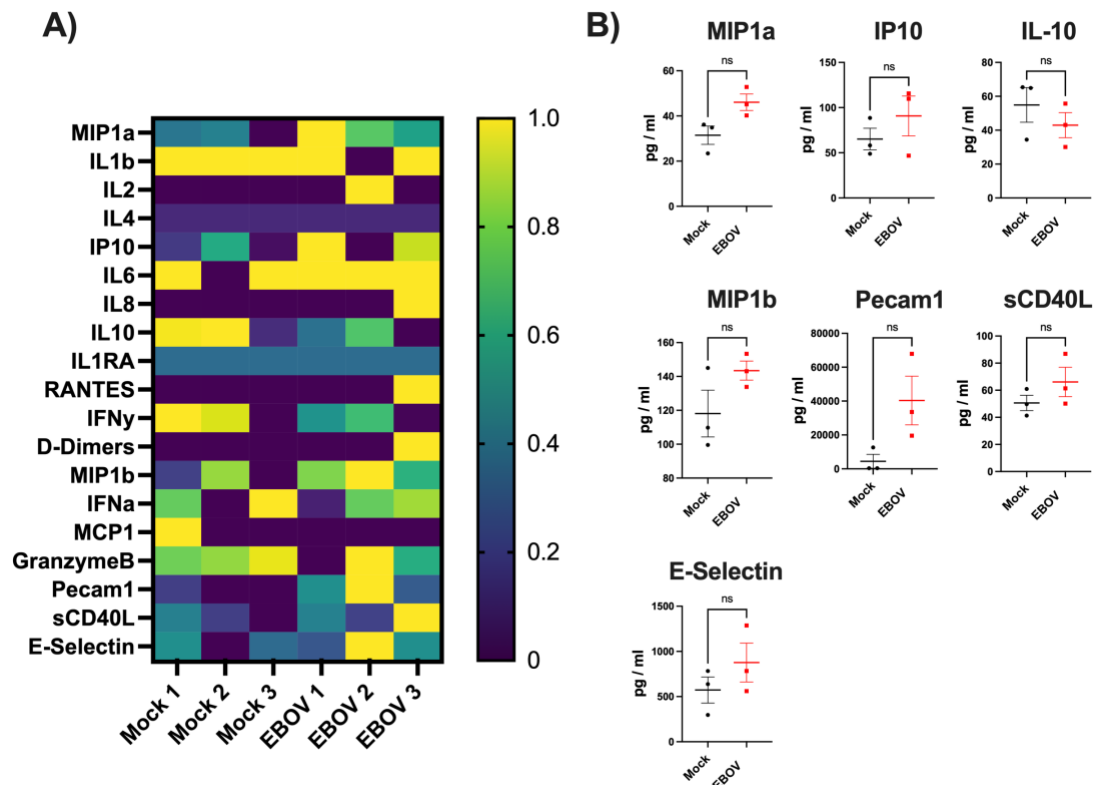 A)
MIP1a
IL1b
IL2
IL4
IP10
IL6
IL8
IL10
IL1RA
RANTES
IFNy
D-Dimers
MIP1b
IFNa
MCP1
GranzymeB
Pecam1
sCD40L
E-Selectin
Mock 1
Mock 2
Mock 3
EBOV 1
EBOV 2
EBOV 3
1.0
0.8
0.6
0.4
0.2
0
B)
MIP1a
ns
pg / ml
60
40
20
0
Mock
EBOV
IP10
ns
pg / ml
150
100
50
0
Mock
EBOV
IL-10
ns
pg / ml
80
60
40
20
0
Mock
EBOV
MIP1b
ns
pg / ml
160
140
120
100
80
Mock
EBOV
Pecam1
ns
pg / ml
80000
60000
40000
20000
0
Mock
EBOV
sCD40L
ns
pg / ml
100
80
60
40
20
0
Mock
EBOV
E-Selectin
ns
pg / ml
1500
1000
500
0
Mock
EBOV